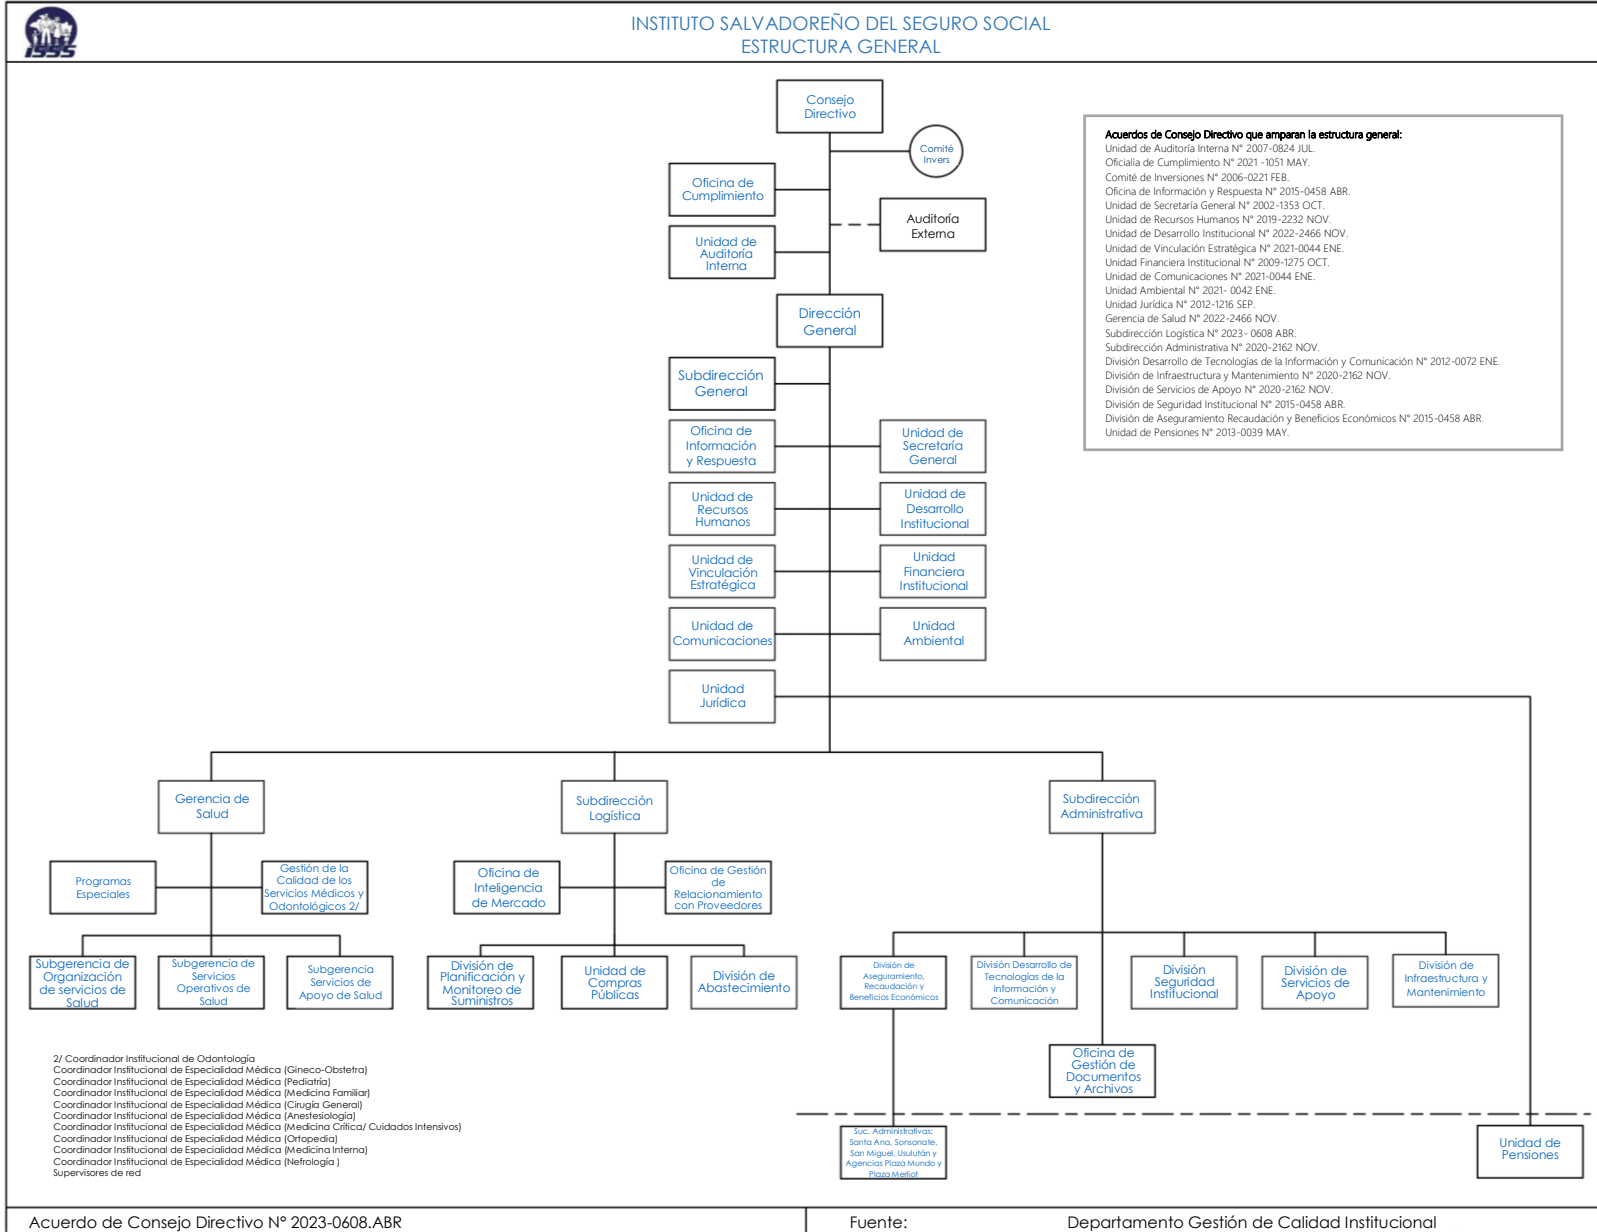 ISSS
INSTITUTO SALVADOREÑO DEL SEGURO SOCIAL
ESTRUCTURA GENERAL
Consejo
Directivo
Comité
Invers
Oficina de
Cumplimiento
Auditoría
Externa
Unidad de
Auditoría
Interna
Dirección
General
Acuerdos de Consejo Directivo que amparan la estructura general:
Unidad de Auditoría Interna N° 2007-0824 JUL.
Oficialía de Cumplimiento N° 2021 -1051 MAY.
Comité de Inversiones N° 2006-0221 FEB.
Oficina de Información y Respuesta N° 2015-0458 ABR.
Unidad de Secretaría General N° 2002-1353 OCT.
Unidad de Recursos Humanos N° 2019-2232 NOV.
Unidad de Desarrollo Institucional N° 2022-2466 NOV.
Unidad de Vinculación Estratégica N° 2021-0044 ENE.
Unidad Financiera Institucional N° 2009-1275 OCT.
Unidad de Comunicaciones N° 2021-0044 ENE.
Unidad Ambiental N° 2021- 0042 ENE.
Unidad Jurídica N° 2012-1216 SEP.
Gerencia de Salud N° 2022-2466 NOV.
Subdirección Logística N° 2023- 0608 ABR.
Subdirección Administrativa N° 2020-2162 NOV.
División Desarrollo de Tecnologías de la Información y Comunicación N° 2012-0072 ENE.
División de Infraestructura y Mantenimiento N° 2020-2162 NOV.
División de Servicios de Apoyo N° 2020-2162 NOV.
División de Seguridad Institucional N° 2015-0458 ABR.
División de Aseguramiento Recaudación y Beneficios Económicos N° 2015-0458 ABR.
Unidad de Pensiones N° 2013-0039 MAY.
Subdirección
General
Oficina de
Información
y Respuesta
Unidad de
Secretaría
General
Unidad de
Recursos
Humanos
Unidad de
Desarrollo
Institucional
Unidad de
Vinculación
Estratégica
Unidad
Financiera
Institucional
Unidad de
Comunicaciones
Unidad
Ambiental
Unidad
Jurídica
Gerencia de
Salud
Subdirección
Logística
Subdirección
Administrativa
Programas
Especiales
Gestión de la
Calidad de los
Servicios Médicos y
Odontológicos 2/
Oficina de
Inteligencia
de Mercado
Oficina de Gestión
de
Relacionamiento
con Proveedores
Subgerencia de
Organización
de servicios de
Salud
Subgerencia de
Servicios
Operativos de
Salud
Subgerencia
Servicios de
Apoyo de Salud
División de
Planificación y
Monitoreo de
Suministros
Unidad de
Compras
Públicas
División de
Abastecimiento
División de
Aseguramiento,
Recaudación y
Beneficios Económicos
División Desarrollo de
Tecnologías de la
Información y
Comunicación
División
Seguridad
Institucional
División de
Servicios de
Apoyo
División de
Infraestructura y
Mantenimiento
Oficina de
Gestión de
Documentos
y Archivos
2/ Coordinador Institucional de Odontología
Coordinador Institucional de Especialidad Médica (Gineco-Obstetra)
Coordinador Institucional de Especialidad Médica (Pediatría)
Coordinador Institucional de Especialidad Médica (Medicina Familiar)
Coordinador Institucional de Especialidad Médica (Cirugía General)
Coordinador Institucional de Especialidad Médica (Anestesiología)
Coordinador Institucional de Especialidad Médica (Medicina Crítica/ Cuidados Intensivos)
Coordinador Institucional de Especialidad Médica (Ortopedia)
Coordinador Institucional de Especialidad Médica (Medicina Interna)
Coordinador Institucional de Especialidad Médica (Nefrología )
Supervisores de red
Suc. Administrativas:
Santa Ana, Sonsonate,
San Miguel, Usulután y
Agencias Plaza Mundo y
Plaza Merliot
Unidad de
Pensiones
Acuerdo de Consejo Directivo N° 2023-0608.ABR
Fuente: Departamento Gestión de Calidad Institucional